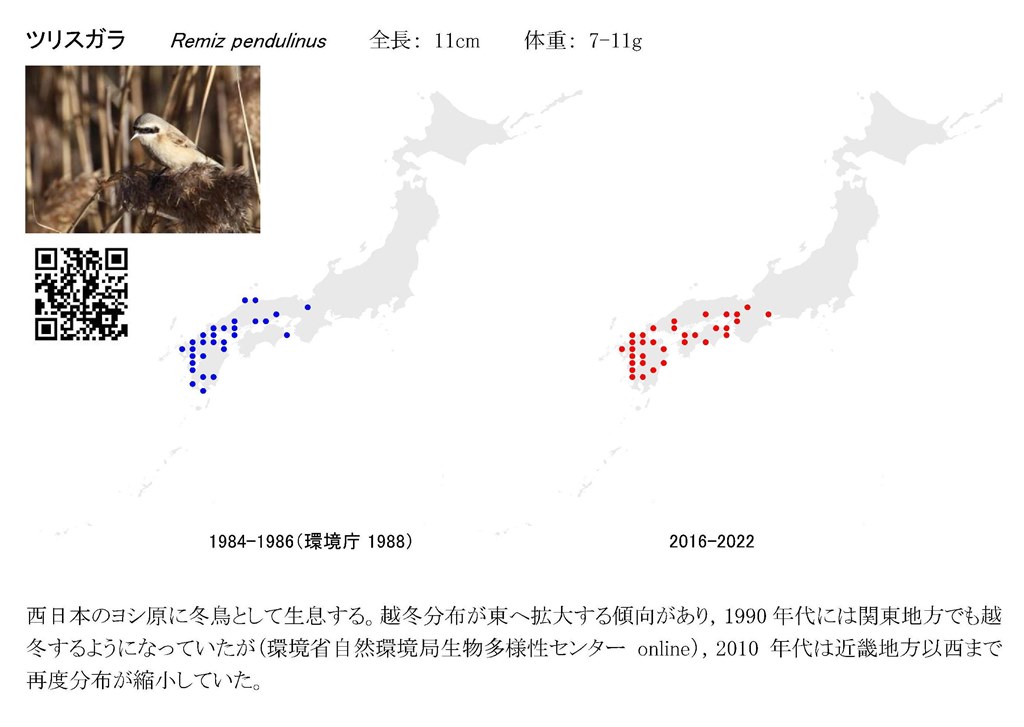 ツリスガラ Remiz pendulinus 全長： 11cm 体重： 7-11g
1984-1986（環境庁 1988） 2016-2022
西日本のヨシ原に冬鳥として生息する。越冬分布が東へ拡大する傾向があり，1990 年代には関東地方でも越
冬するようになっていたが（環境省自然環境局生物多様性センター online），2010 年代は近畿地方以西まで
再度分布が縮小していた。